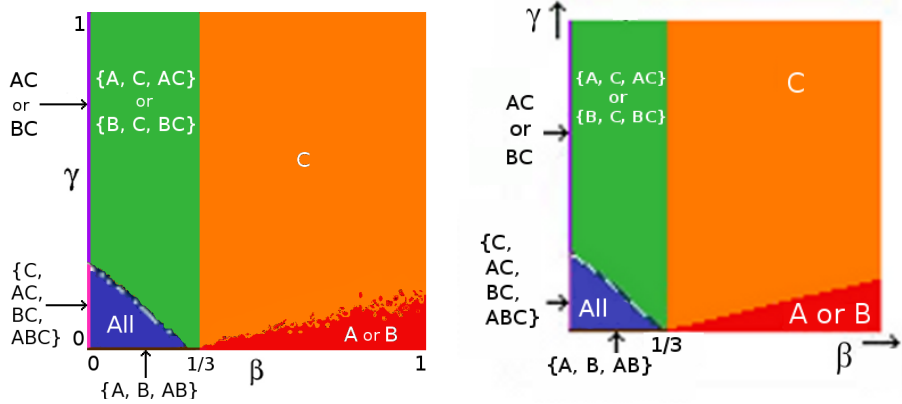 1
AC
or
BC
{A, C, AC}
or
{B, C, BC}
C
γ
{C,
AC,
BC,
ABC}
All
A or B
0
0
1/3
β
1
{A, B, AB}
γ
AC
or
BC
{A, C, AC}
or
{B, C, BC}
C
{C,
AC,
BC,
ABC}
All
A or B
1/3
β
{A, B, AB}